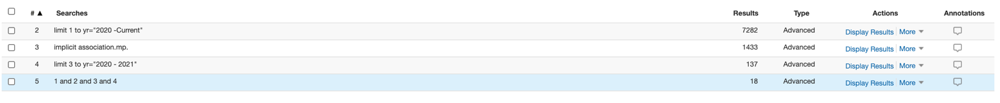 # ▲ Searches Results Type Actions Annotations
2 limit 1 to yr="2020 -Current" 7282 Advanced Display Results More ▼
3 implicit association.mp. 1433 Advanced Display Results More ▼
4 limit 3 to yr="2020 - 2021" 137 Advanced Display Results More ▼
5 1 and 2 and 3 and 4 18 Advanced Display Results More ▼